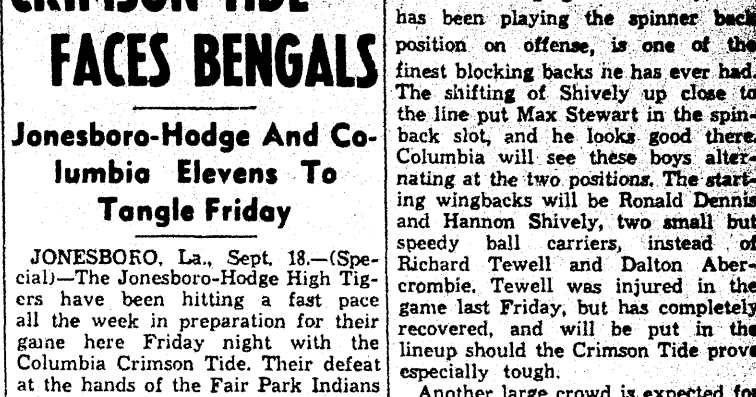 CRIMSON TIDE
FACES BENGALS
Jonesboro-Hodge And Co-
lumbia Elevens To
Tangle Friday
JONESBORO, La., Sept. 18.—(Spe-
cial)—The Jonesboro-Hodge High Tig-
ers have been hitting a fast pace
all the week in preparation for their
game here Friday night with the
Columbia Crimson Tide. Their defeat
at the hands of the Fair Park Indians
has been playing the spinner back
position on offense, is one of the
finest blocking backs he has ever had.
The shifting of Shively up close to
the line put Max Stewart in the spin-
back slot, and he looks good there.
Columbia will see these boys alter-
nating at the two positions. The start-
ing wingbacks will be Ronald Dennis
and Hannon Shively, two small but
speedy ball carriers, instead of
Richard Tewell and Dalton Aber-
crombie. Tewell was injured in the
game last Friday, but has completely
recovered, and will be put in the
lineup should the Crimson Tide prove
especially tough.
Another large crowd is expected for